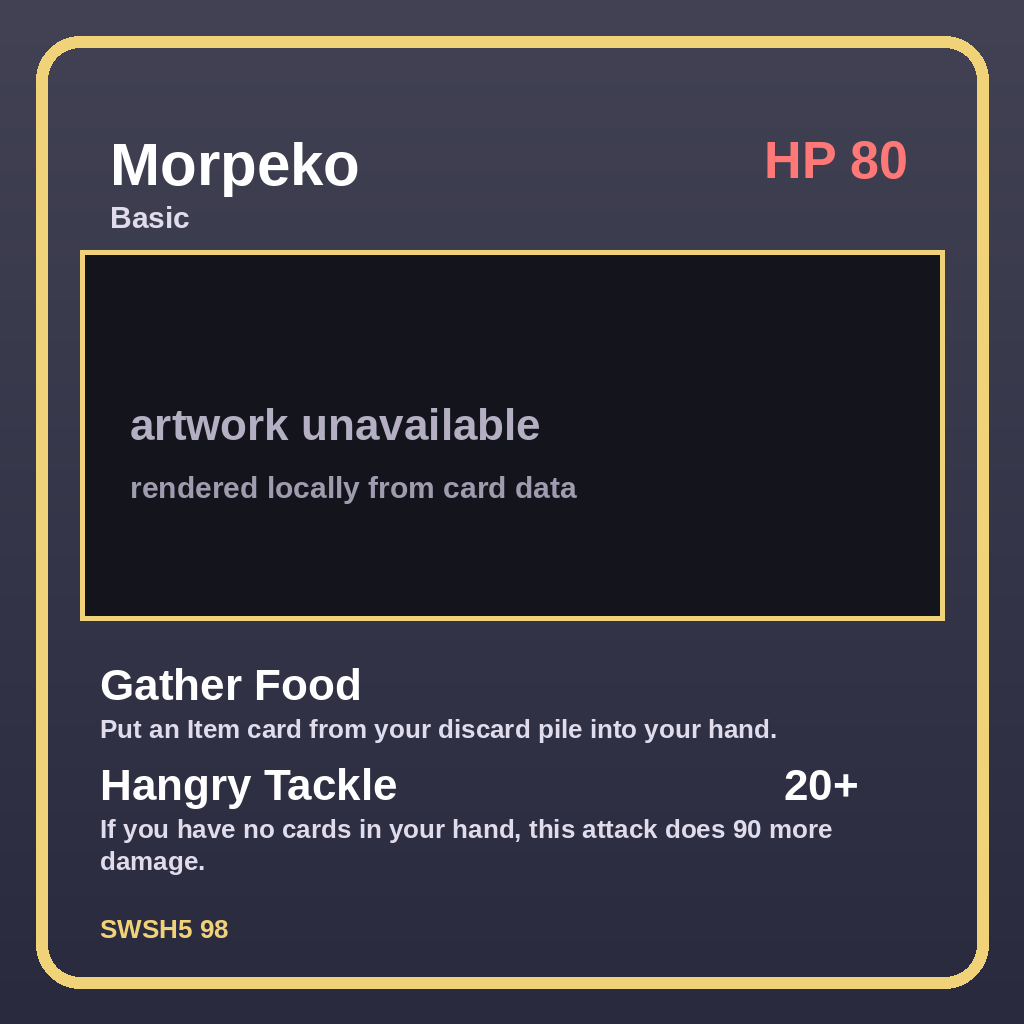 Morpeko
HP 80
Basic
artwork unavailable
rendered locally from card data
Gather Food
Put an Item card from your discard pile into your hand.
Hangry Tackle
20+
If you have no cards in your hand, this attack does 90 more
damage.
SWSH5 98